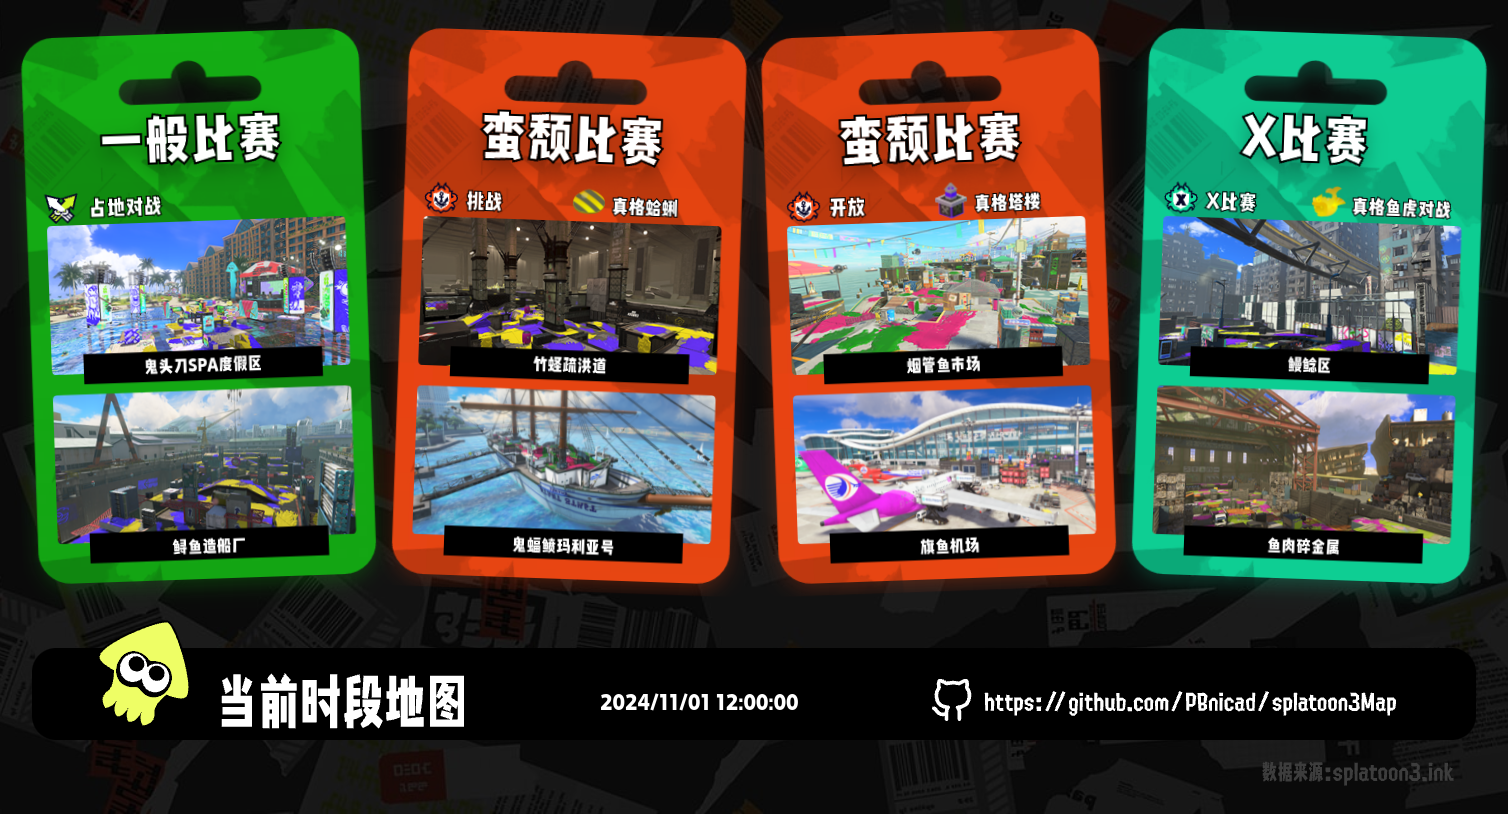 一般比赛
占地对战
鬼头刀SPA度假区
鲟鱼造船厂
蛮颓比赛
挑战
真格蛤蜊
竹蛏疏洪道
鬼蝠鲼玛利亚号
蛮颓比赛
开放
真格塔楼
烟管鱼市场
旗鱼机场
X比赛
X比赛
真格鱼虎对战
鳗鲶区
鱼肉碎金属
当前时段地图
2024/11/01 12:00:00
https://github.com/PBnicad/splatoon3Map
数据来源:splatoon3.ink